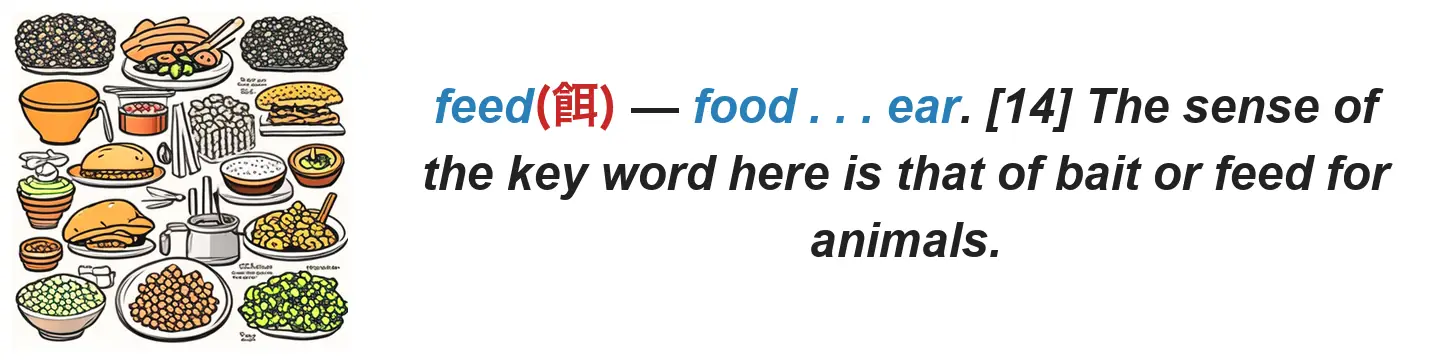 feed(餌) — food . . . ear. [14] The sense of
the key word here is that of bait or feed for
animals.